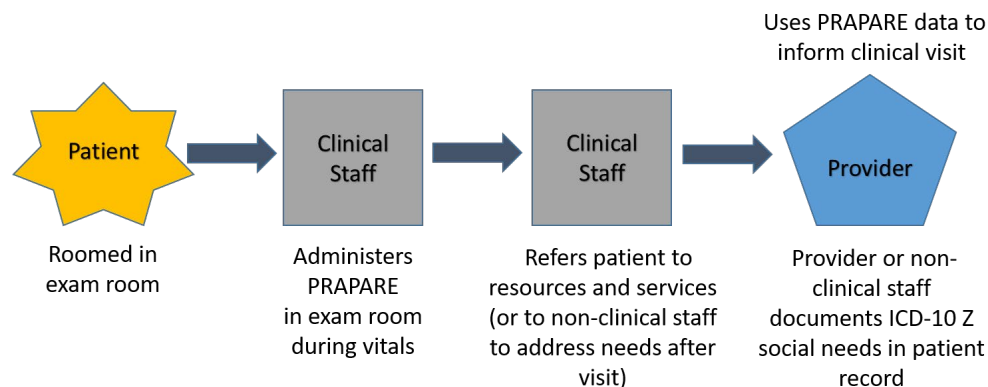 Uses PRAPARE data to
inform clinical visit
Patient
Clinical
Staff
Clinical
Staff
Provider
Roomed in
exam room
Administers
PRAPARE
in exam room
during vitals
Refers patient to
resources and services
(or to non-clinical staff
to address needs after
visit)
Provider or non-
clinical staff
documents ICD-10 Z
social needs in patient
record